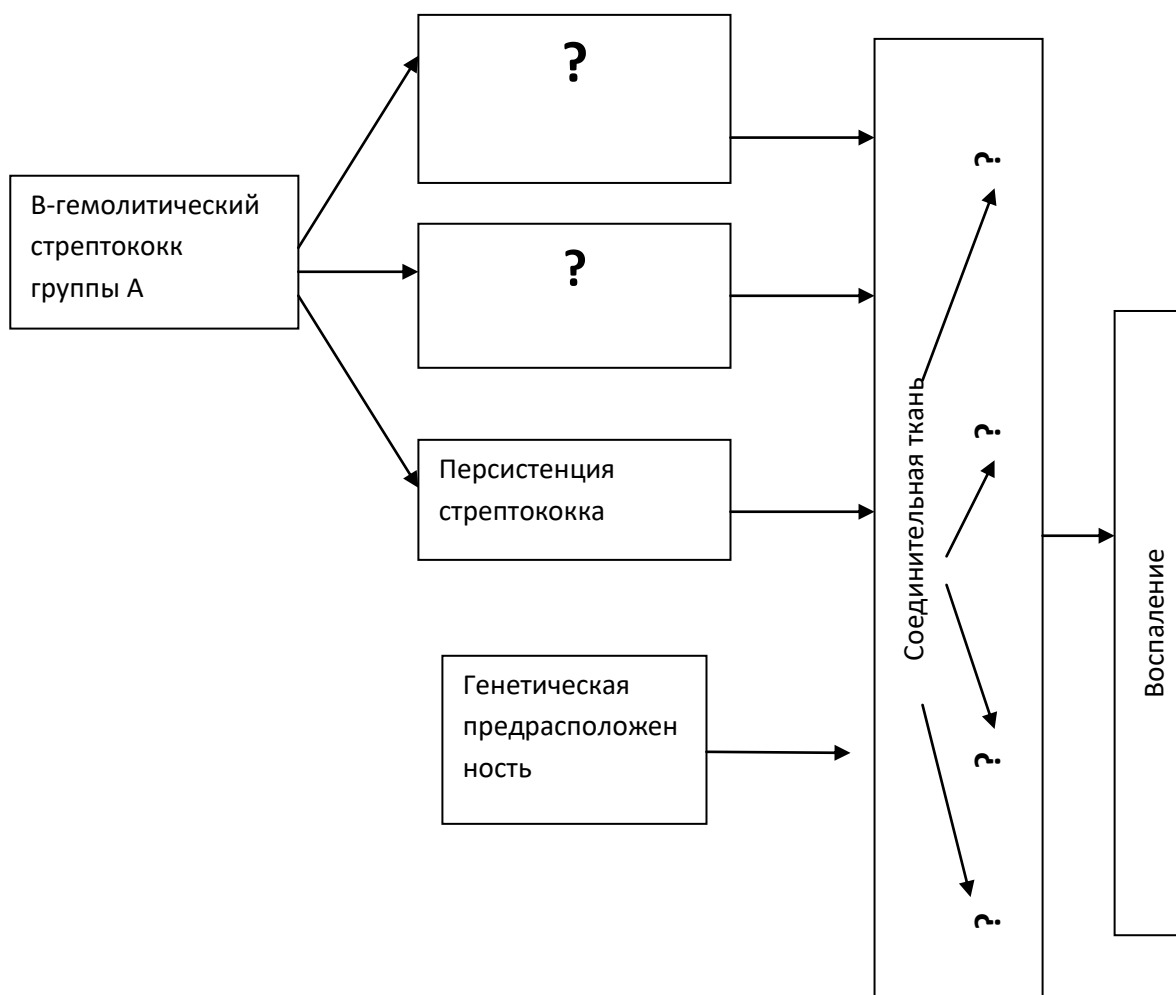 ?
В-гемолитический
стрептококк
группы А
?
Персистенция
стрептококка
Генетическая
предрасположен
ность
Соединительная ткань
?
?
?
?
Воспаление